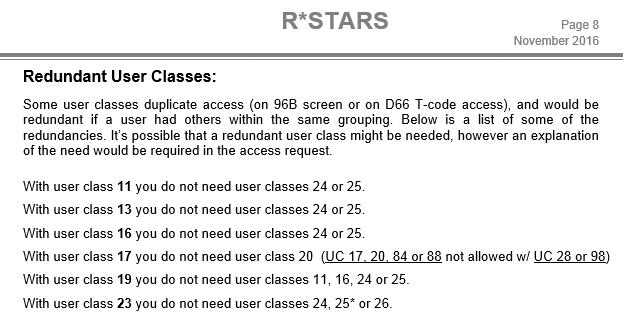 R*STARS
Page 8
November 2016
Redundant User Classes:
Some user classes duplicate access (on 96B screen or on D66 T-code access), and would be
redundant if a user had others within the same grouping. Below is a list of some of the
redundancies. It's possible that a redundant user class might be needed, however an explanation
of the need would be required in the access request.
With user class 11 you do not need user classes 24 or 25.
With user class 13 you do not need user classes 24 or 25.
With user class 16 you do not need user classes 24 or 25.
With user class 17 you do not need user class 20 (UC 17, 20, 84 or 88 not allowed w/ UC 28 or 98)
With user class 19 you do not need user classes 11, 16, 24 or 25.
With user class 23 you do not need user classes 24, 25* or 26.